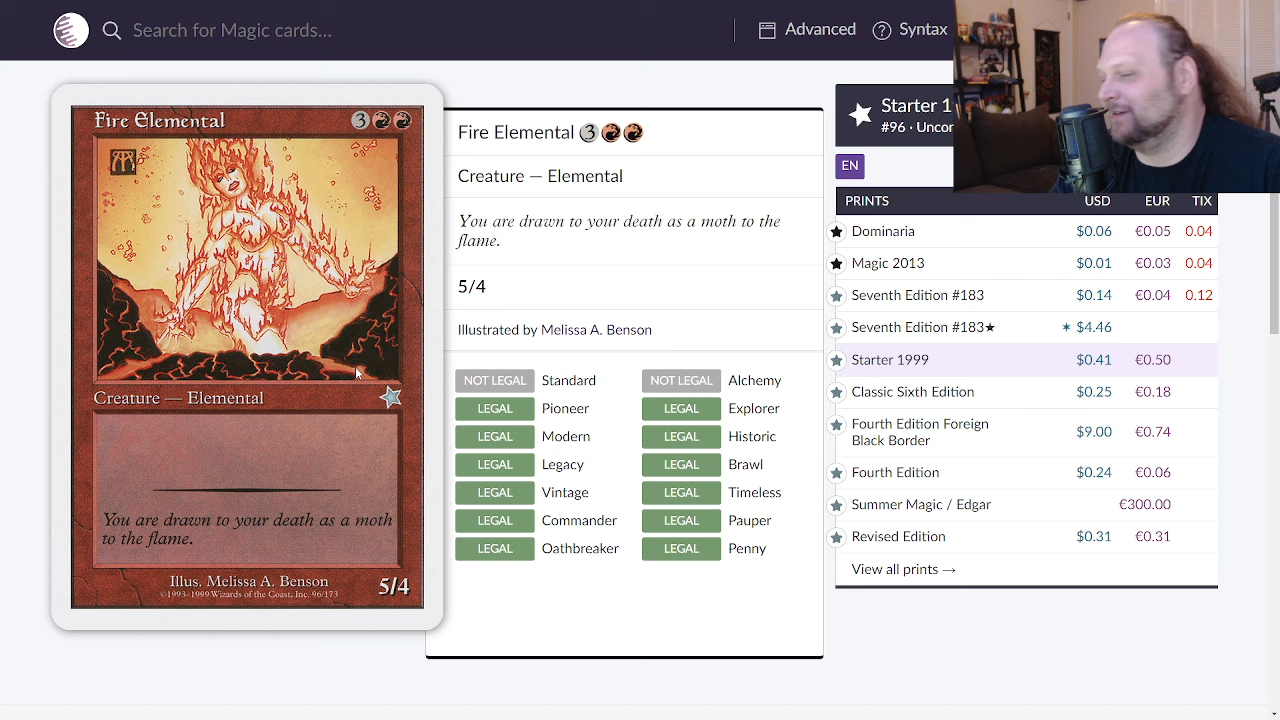 Search for Magic cards...
Advanced
Syntax
Fire Elemental 3
Creature — Elemental
You are drawn to your death as a moth
to the flame.
Illus. Melissa A. Benson
©1993–1999 Wizards of the Coast, Inc. 96/173
5/4
Fire Elemental 3
Creature — Elemental
You are drawn to your death as a moth to the
flame.
5/4
Illustrated by Melissa A. Benson
NOT LEGAL Standard NOT LEGAL Alchemy
LEGAL Pioneer LEGAL Explorer
LEGAL Modern LEGAL Historic
LEGAL Legacy LEGAL Brawl
LEGAL Vintage LEGAL Timeless
LEGAL Commander LEGAL Pauper
LEGAL Oathbreaker LEGAL Penny
Starter 1
#96 · Uncor
EN
PRINTS USD EUR TIX
Dominaria $0.06 €0.05 0.04
Magic 2013 $0.01 €0.03 0.04
Seventh Edition #183 $0.14 €0.04 0.12
Seventh Edition #183★ ✶ $4.46
Starter 1999 $0.41 €0.50
Classic Sixth Edition $0.25 €0.18
Fourth Edition Foreign
Black Border $9.00 €0.74
Fourth Edition $0.24 €0.06
Summer Magic / Edgar €300.00
Revised Edition $0.31 €0.31
View all prints →